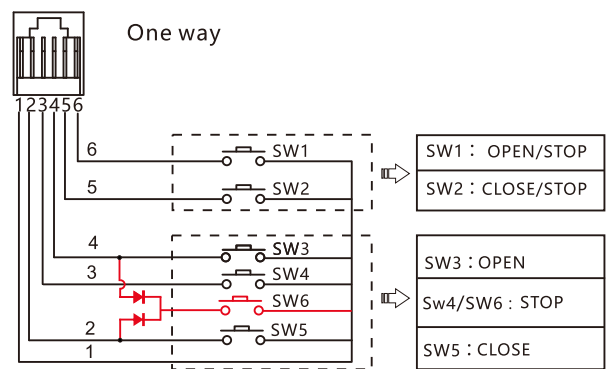 One way
123456
6
SW1
5
SW2
4
SW3
3
SW4
SW6
2
SW5
1
SW1: OPEN/STOP
SW2:CLOSE/STOP
SW3:OPEN
Sw4/SW6 : STOP
SW5:CLOSE